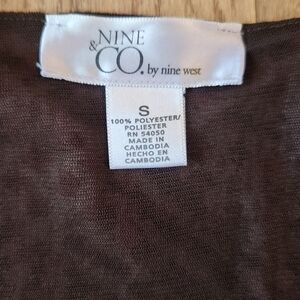 NINE
& CO. by nine west
S
100% POLYESTER/
POLIESTER
RN 54050
MADE IN
CAMBODIA
HECHO EN
CAMBODIA